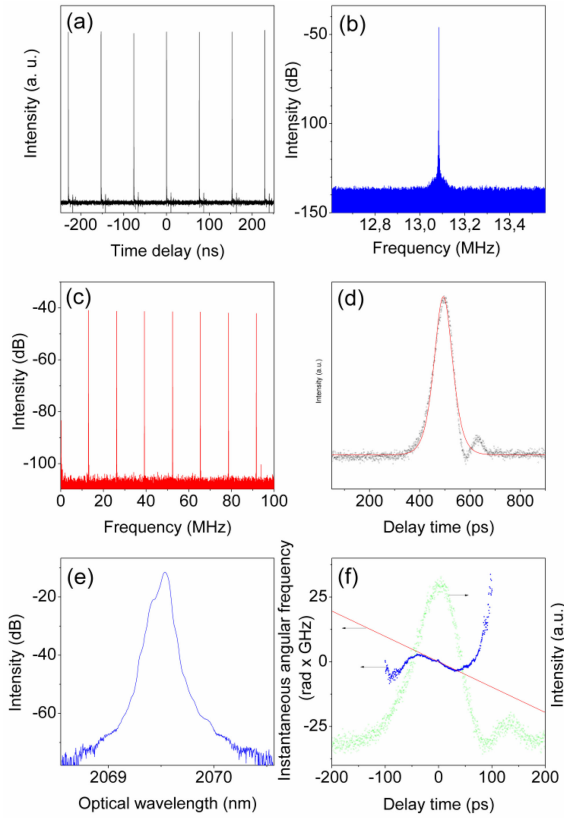 (a)
Intensity (a. u.)
-200 -100 0 100 200
Time delay (ns)
(b)
Intensity (dB)
-50
-100
-150
12,8 13,0 13,2 13,4
Frequency (MHz)
(c)
Intensity (dB)
-40
-60
-80
-100
0 20 40 60 80 100
Frequency (MHz)
(d)
Intensity (a.u.)
200 400 600 800
Delay time (ps)
(e)
Intensity (dB)
-20
-40
-60
2069 2070
Optical wavelength (nm)
(f)
Instantaneous angular frequency
(rad x GHz)
25
0
-25
-200 -100 0 100 200
Delay time (ps)
Intensity (a.u.)